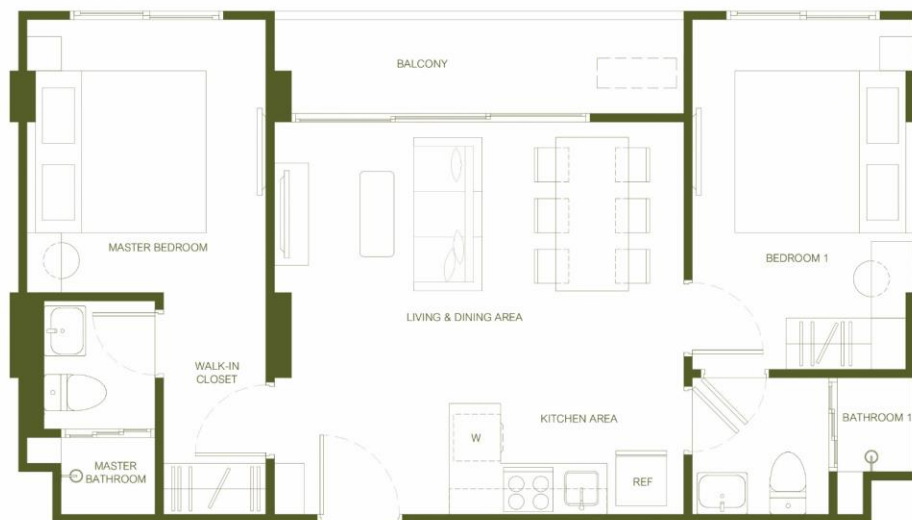 BALCONY
MASTER BEDROOM
BEDROOM 1
LIVING & DINING AREA
WALK-IN
CLOSET
KITCHEN AREA
BATHROOM 1
W
MASTER
BATHROOM
REF